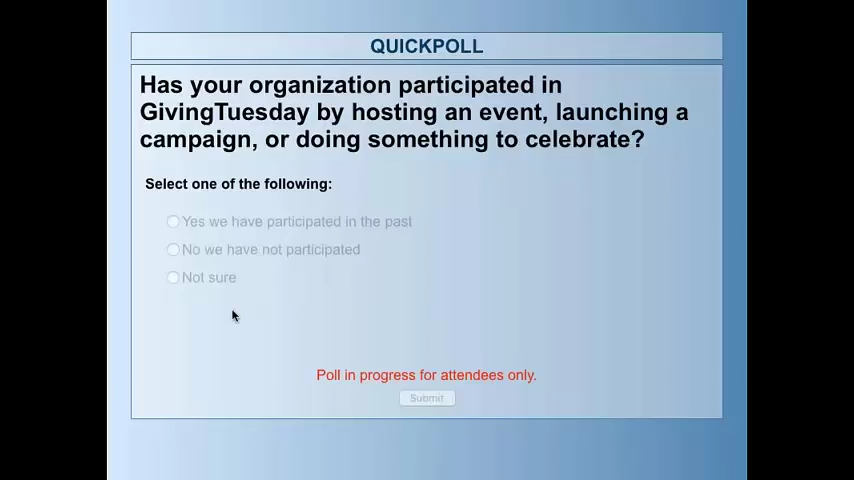 QUICKPOLL
Has your organization participated in
GivingTuesday by hosting an event, launching a
campaign, or doing something to celebrate?
Select one of the following:
Yes we have participated in the past
No we have not participated
Not sure
Poll in progress for attendees only.
Submit